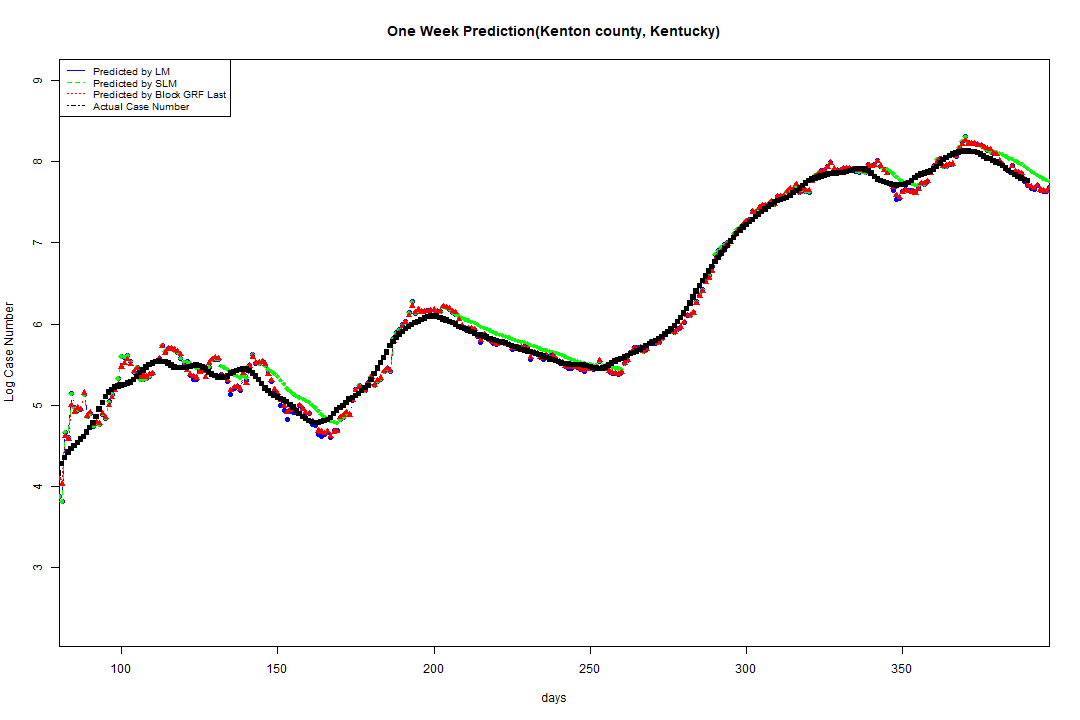 One Week Prediction(Kenton county, Kentucky)
Predicted by LM
Predicted by SLM
Predicted by Block GRF Last
Actual Case Number
9
8
7
6
5
4
3
Log Case Number
100 150 200 250 300 350
days